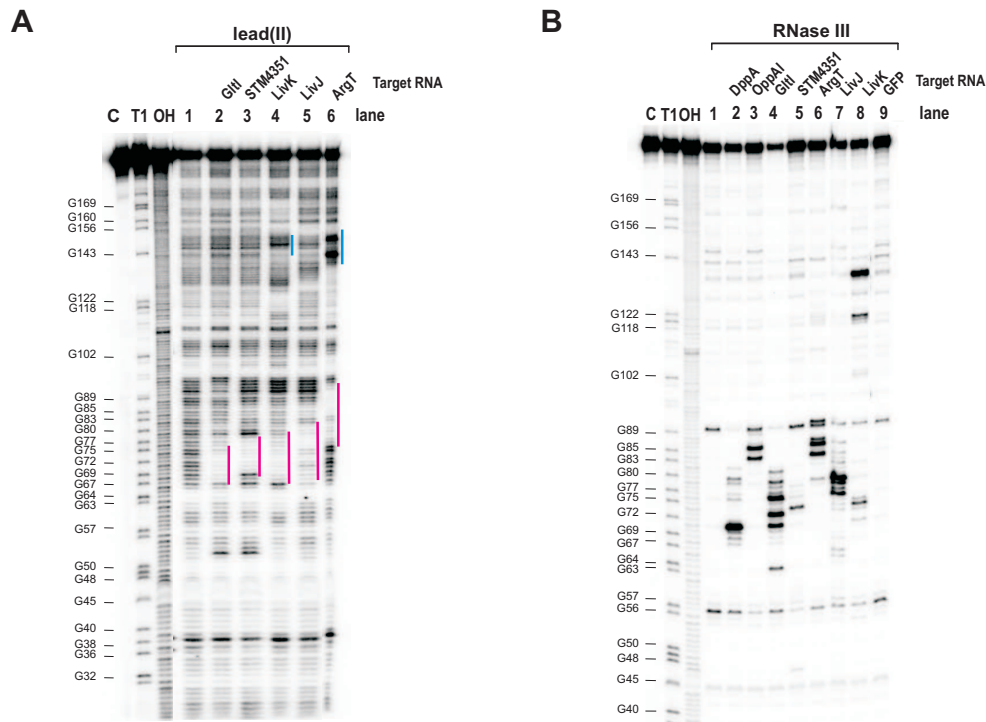 A
lead(II)
GltI
STM4351
LivK
LivJ
ArgT
Target RNA
C T1 OH 1 2 3 4 5 6 lane
G169
G160
G156
G143
G122
G118
G102
G89
G85
G83
G80
G77
G75
G72
G69
G67
G64
G63
G57
G50
G48
G45
G40
G38
G36
G32
B
RNase III
DppA
OppAI
GltI
STM4351
ArgT
LivJ
LivK
GFP
Target RNA
C T1 OH 1 2 3 4 5 6 7 8 9 lane
G169
G156
G143
G122
G118
G102
G89
G85
G83
G80
G77
G75
G72
G69
G67
G64
G63
G57
G56
G50
G48
G45
G40